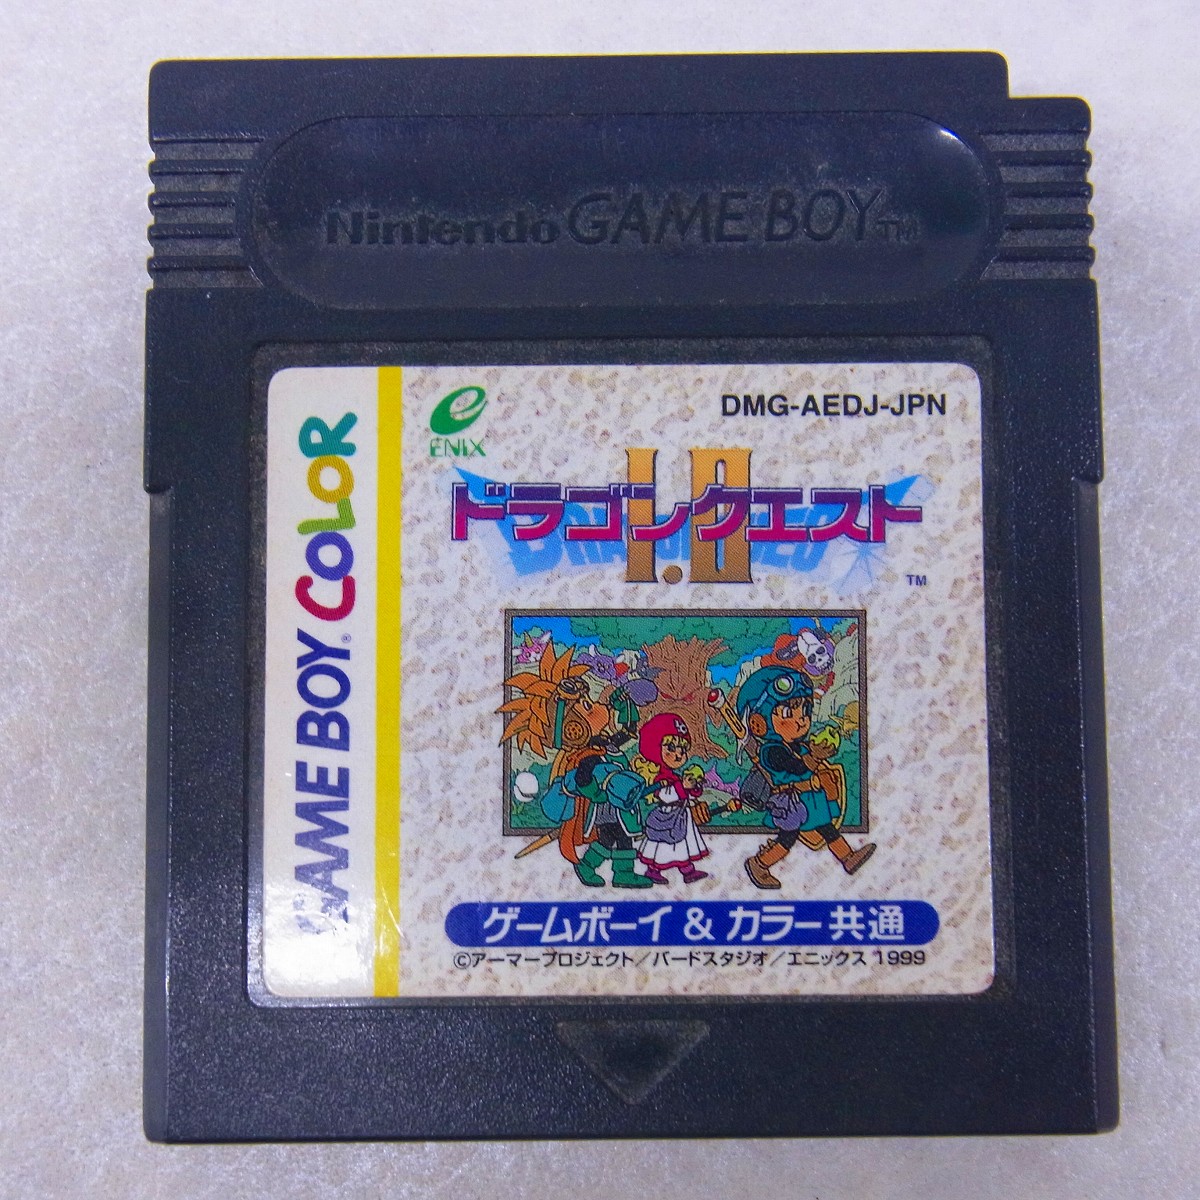 Nintendo GAME BOY™
GAME BOY® COLOR
ENIX
DMG-AEDJ-JPN
ドラゴンクエスト
I・II
™
ゲームボーイ & カラー共通
©アーマープロジェクト/バードスタジオ/エニックス 1999